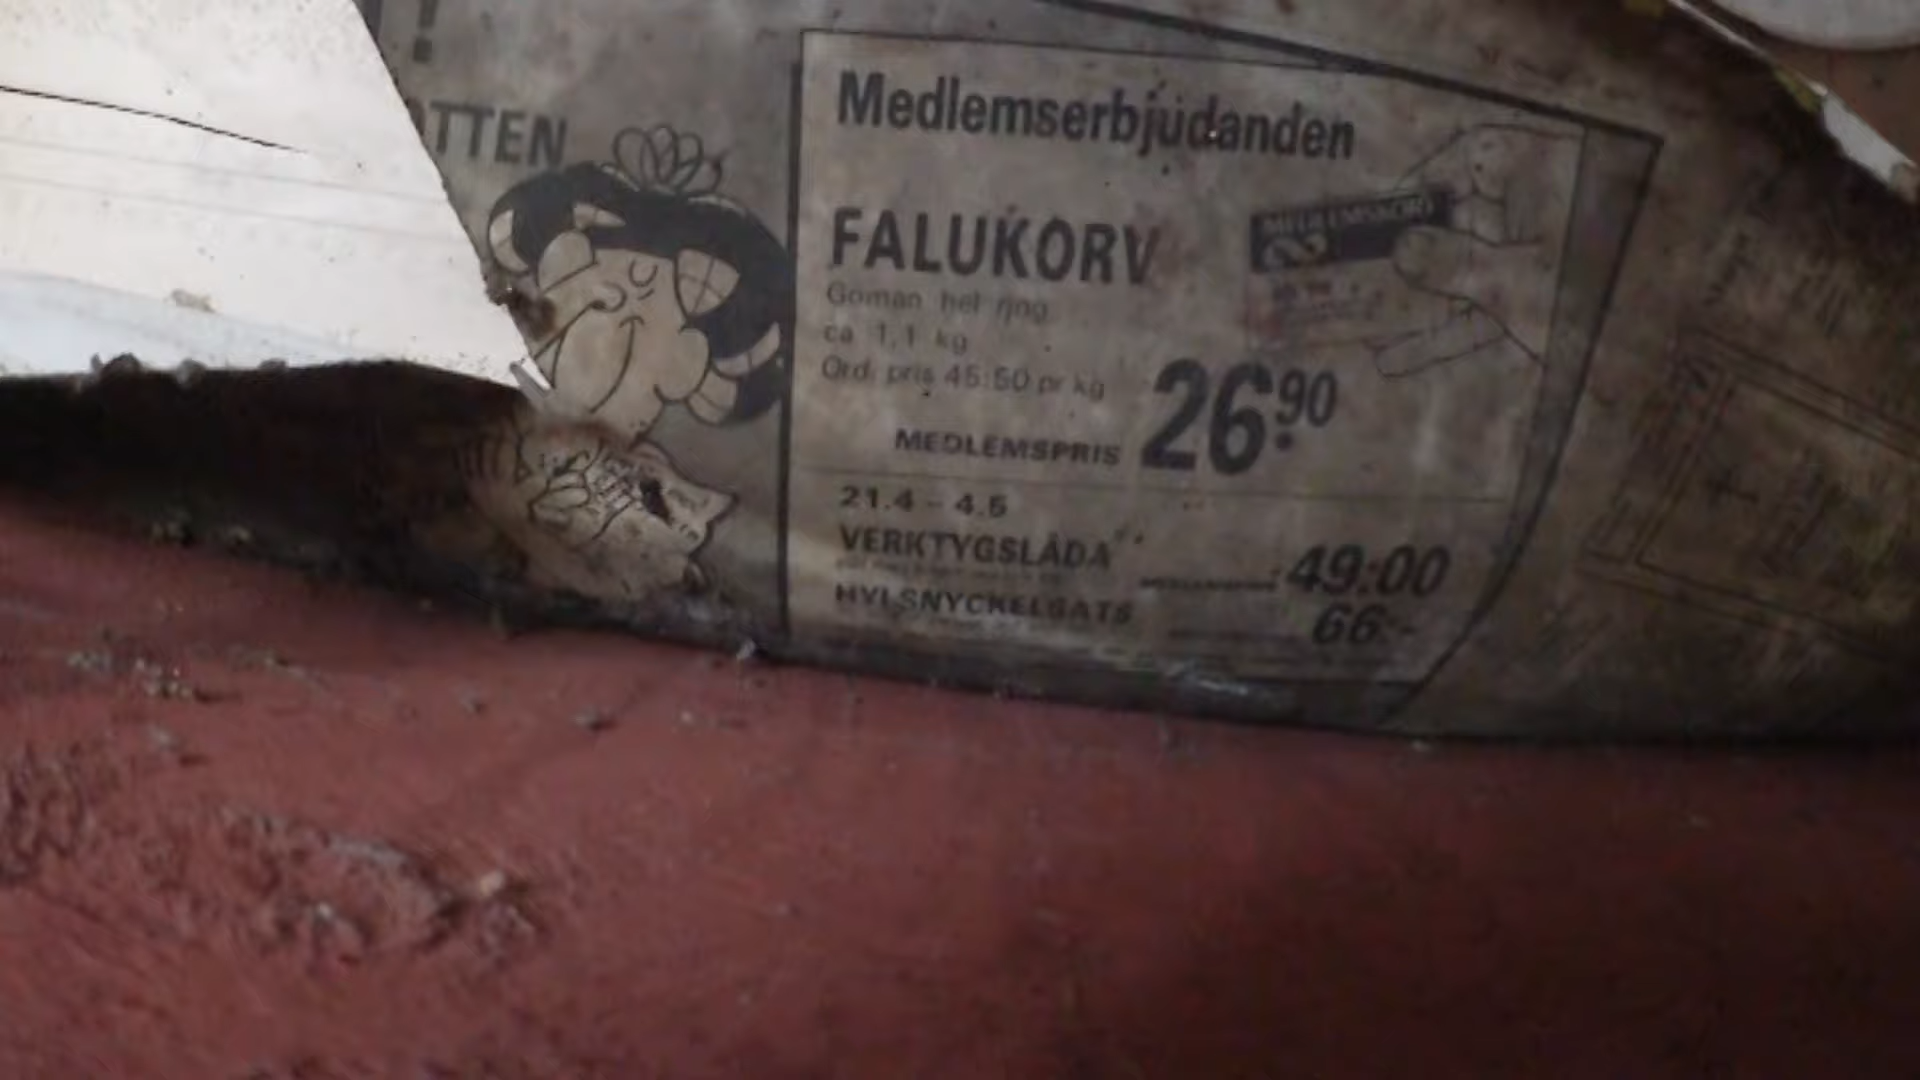 !
OTTEN
Medlemserbjudanden
MEDLEMSKORT
FALUKORV
Goman hel ring
ca 1,1 kg
Ord. pris 45:50 pr kg
MEDLEMSPRIS 26:90
21.4 - 4.5
VERKTYGSLÅDA
49:00
HYLSNYCKELSATS
66:-